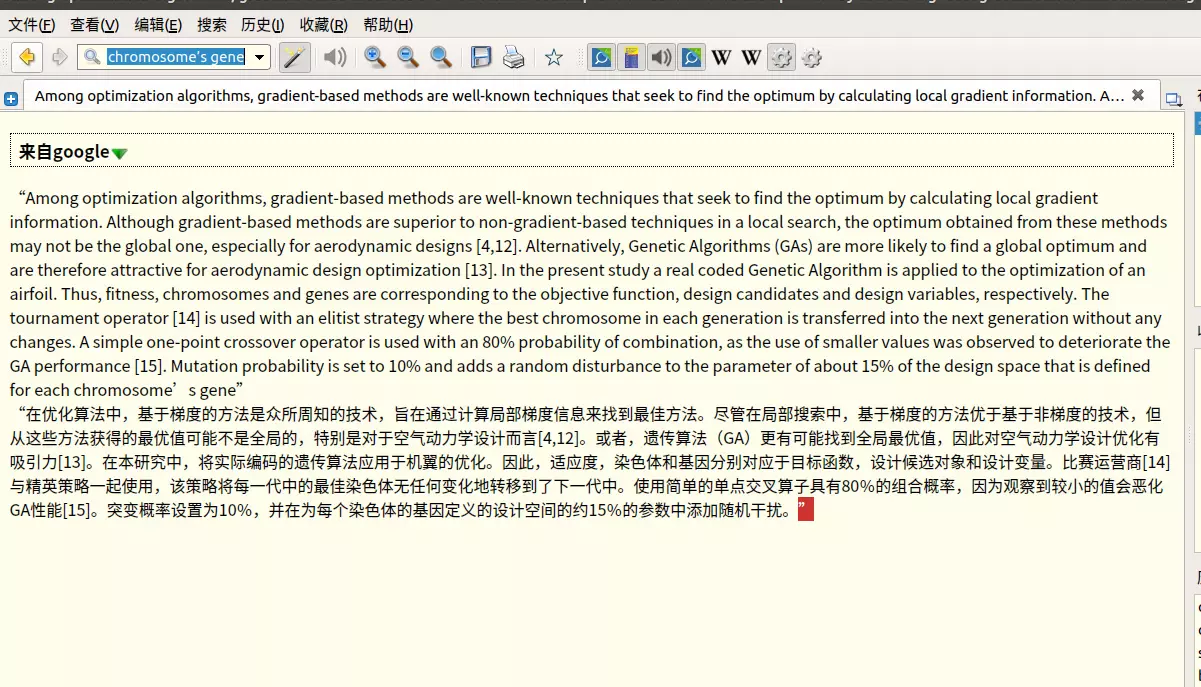 文件(F) 查看(V) 编辑(E) 搜索 历史(I) 收藏(R) 帮助(H)
chromosome's gene
W W
Among optimization algorithms, gradient-based methods are well-known techniques that seek to find the optimum by calculating local gradient information. A...
来自google
“Among optimization algorithms, gradient-based methods are well-known techniques that seek to find the optimum by calculating local gradient
information. Although gradient-based methods are superior to non-gradient-based techniques in a local search, the optimum obtained from these methods
may not be the global one, especially for aerodynamic designs [4,12]. Alternatively, Genetic Algorithms (GAs) are more likely to find a global optimum and
are therefore attractive for aerodynamic design optimization [13]. In the present study a real coded Genetic Algorithm is applied to the optimization of an
airfoil. Thus, fitness, chromosomes and genes are corresponding to the objective function, design candidates and design variables, respectively. The
tournament operator [14] is used with an elitist strategy where the best chromosome in each generation is transferred into the next generation without any
changes. A simple one-point crossover operator is used with an 80% probability of combination, as the use of smaller values was observed to deteriorate the
GA performance [15]. Mutation probability is set to 10% and adds a random disturbance to the parameter of about 15% of the design space that is defined
for each chromosome’s gene”
“在优化算法中，基于梯度的方法是众所周知的技术，旨在通过计算局部梯度信息来找到最佳方法。尽管在局部搜索中，基于梯度的方法优于基于非梯度的技术，但
从这些方法获得的最优值可能不是全局的，特别是对于空气动力学设计而言[4,12]。或者，遗传算法（GA）更有可能找到全局最优值，因此对空气动力学设计优化有
吸引力[13]。在本研究中，将实际编码的遗传算法应用于机翼的优化。因此，适应度，染色体和基因分别对应于目标函数，设计候选对象和设计变量。比赛运营商[14]
与精英策略一起使用，该策略将每一代中的最佳染色体无任何变化地转移到了下一代中。使用简单的单点交叉算子具有80%的组合概率，因为观察到较小的值会恶化
GA性能[15]。突变概率设置为10%，并在为每个染色体的基因定义的设计空间的约15%的参数中添加随机干扰。”